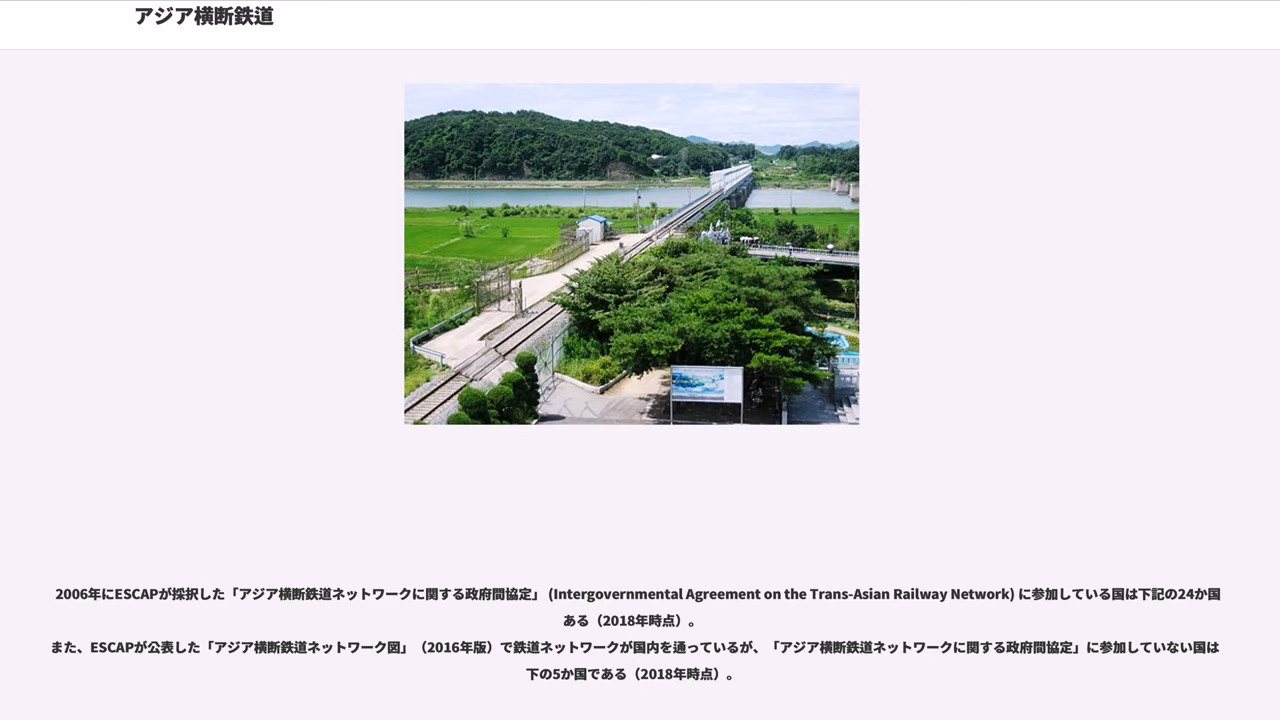 アジア横断鉄道
2006年にESCAPが採択した「アジア横断鉄道ネットワークに関する政府間協定」 (Intergovernmental Agreement on the Trans-Asian Railway Network) に参加している国は下記の24か国
ある（2018年時点）。
また、ESCAPが公表した「アジア横断鉄道ネットワーク図」（2016年版）で鉄道ネットワークが国内を通っているが、「アジア横断鉄道ネットワークに関する政府間協定」に参加していない国は
下の5か国である（2018年時点）。